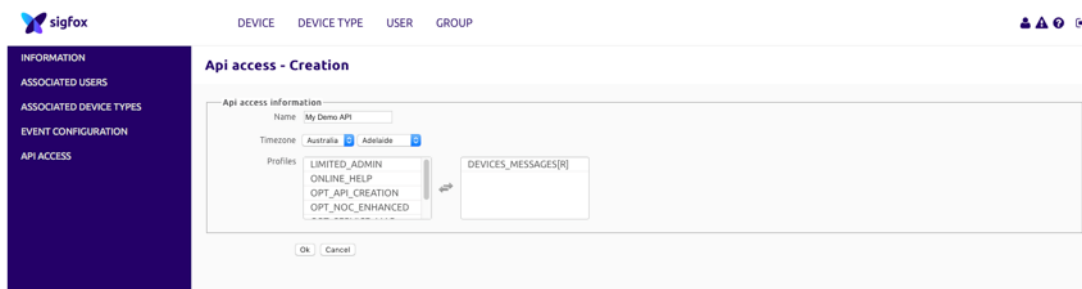 sigfox
DEVICE DEVICE TYPE USER GROUP
INFORMATION
ASSOCIATED USERS
ASSOCIATED DEVICE TYPES
EVENT CONFIGURATION
API ACCESS
Api access - Creation
Api access information
Name My Demo API
Timezone Australia Adelaide
Profiles
LIMITED_ADMIN
ONLINE_HELP
OPT_API_CREATION
OPT_NOC_ENHANCED
DEVICES_MESSAGES[R]
Ok Cancel